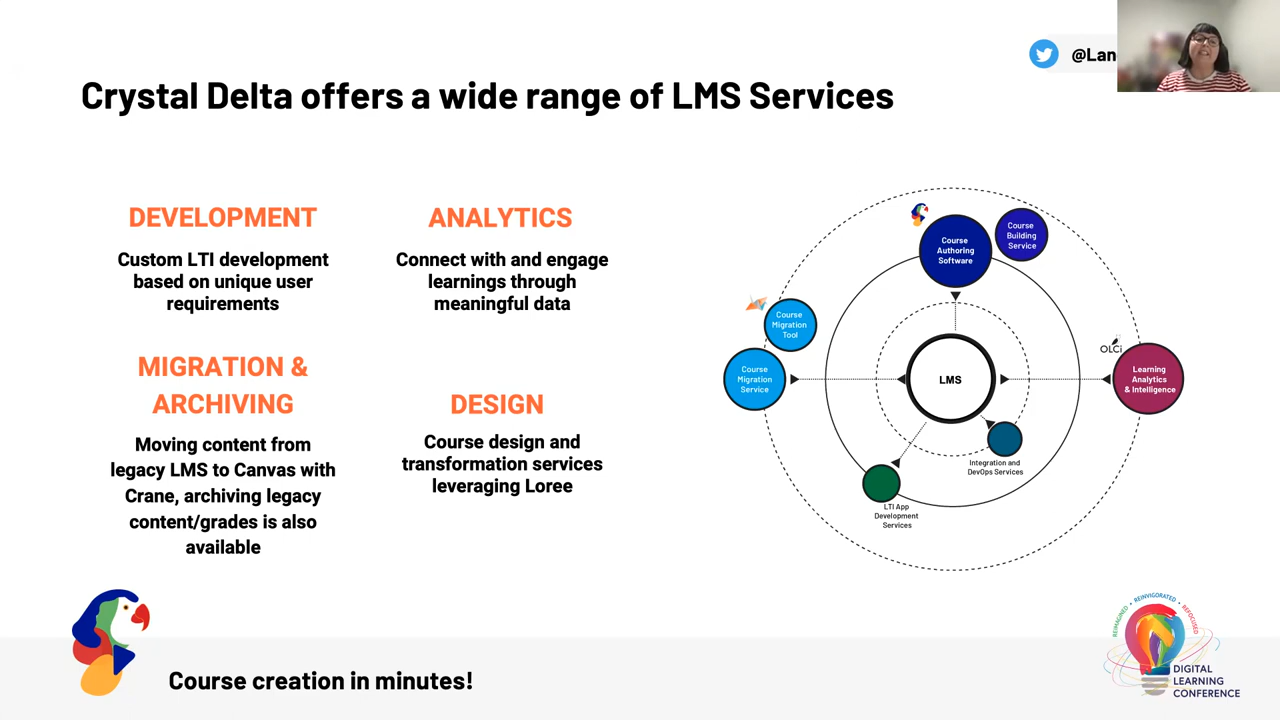 @Lan
Crystal Delta offers a wide range of LMS Services
DEVELOPMENT
Custom LTI development
based on unique user
requirements
ANALYTICS
Connect with and engage
learnings through
meaningful data
MIGRATION &
ARCHIVING
Moving content from
legacy LMS to Canvas with
Crane, archiving legacy
content/grades is also
available
DESIGN
Course design and
transformation services
leveraging Loree
Course
Authoring
Software
Course
Building
Service
Course
Migration
Tool
Course
Migration
Service
LMS
OLCi
Learning
Analytics
& Intelligence
Integration and
DevOps Services
LTI App
Development
Services
Course creation in minutes!
REIMAGINED • REINVIGORATED • REFOCUSED
DIGITAL
LEARNING
CONFERENCE